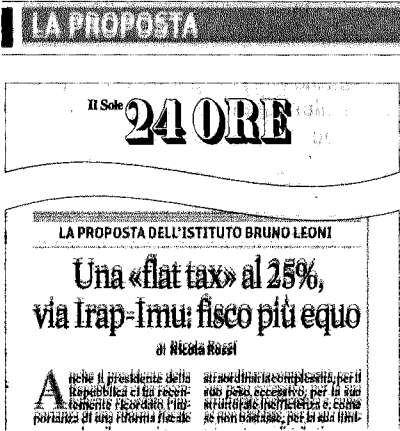 LA PROPOSTA
Il Sole
24 ORE
LA PROPOSTA DELL'ISTITUTO BRUNO LEONI
Una «flat tax» al 25%,
via Irap-Imu: fisco più equo
di Nicola Rossi
Anche il presidente della
Repubblica ci ha recen-
temente ricordato l'im-
portanza di una riforma fiscale
straordinaria complessità, per il
suo peso eccessivo, per la sua
strutturale inefficienza e, come
se non bastasse, per la sua limi-